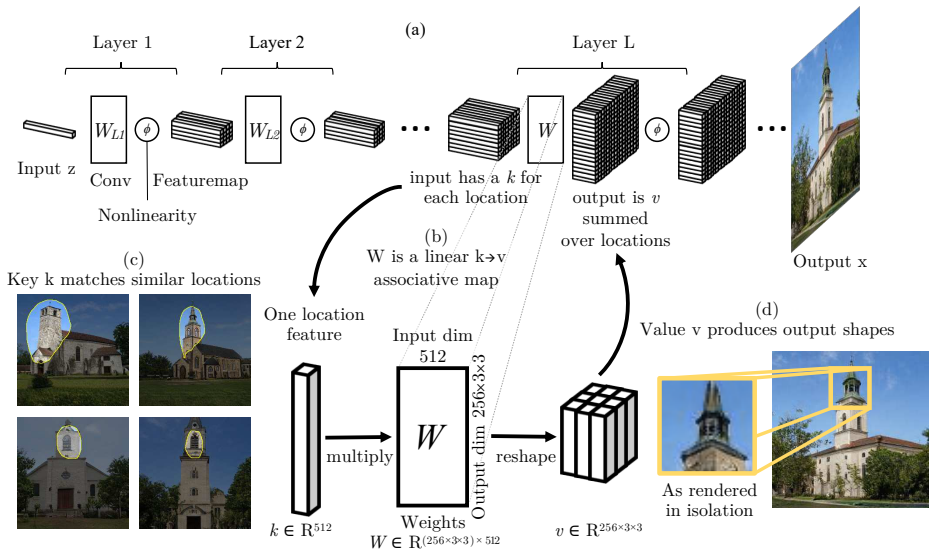 (a)
Layer 1
Layer 2
Layer L
W_{L1}
ϕ
W_{L2}
ϕ
...
W
ϕ
...
Input z
Conv
Featuremap
Nonlinearity
input has a k for
each location
output is v
summed
over locations
Output x
(b)
W is a linear k→v
associative map
(c)
Key k matches similar locations
One location
feature
Input dim
512
Output dim 256×3×3
W
multiply
reshape
k ∈ R^{512}
Weights
W ∈ R^{(256×3×3)×512}
v ∈ R^{256×3×3}
(d)
Value v produces output shapes
As rendered
in isolation